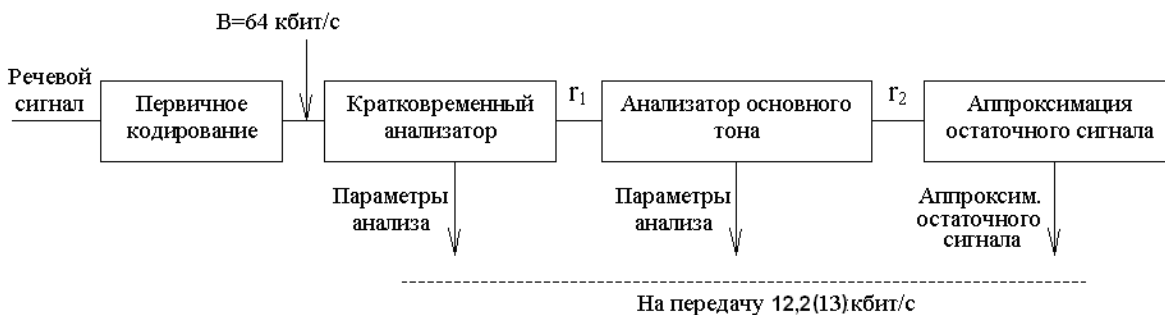 B=64 кбит/с
Речевой
сигнал
Первичное
кодирование
Кратковременный
анализатор
r₁
Анализатор основного
тона
r₂
Аппроксимация
остаточного сигнала
Параметры
анализа
Параметры
анализа
Аппроксим.
остаточного
сигнала
На передачу 12,2(13) кбит/с